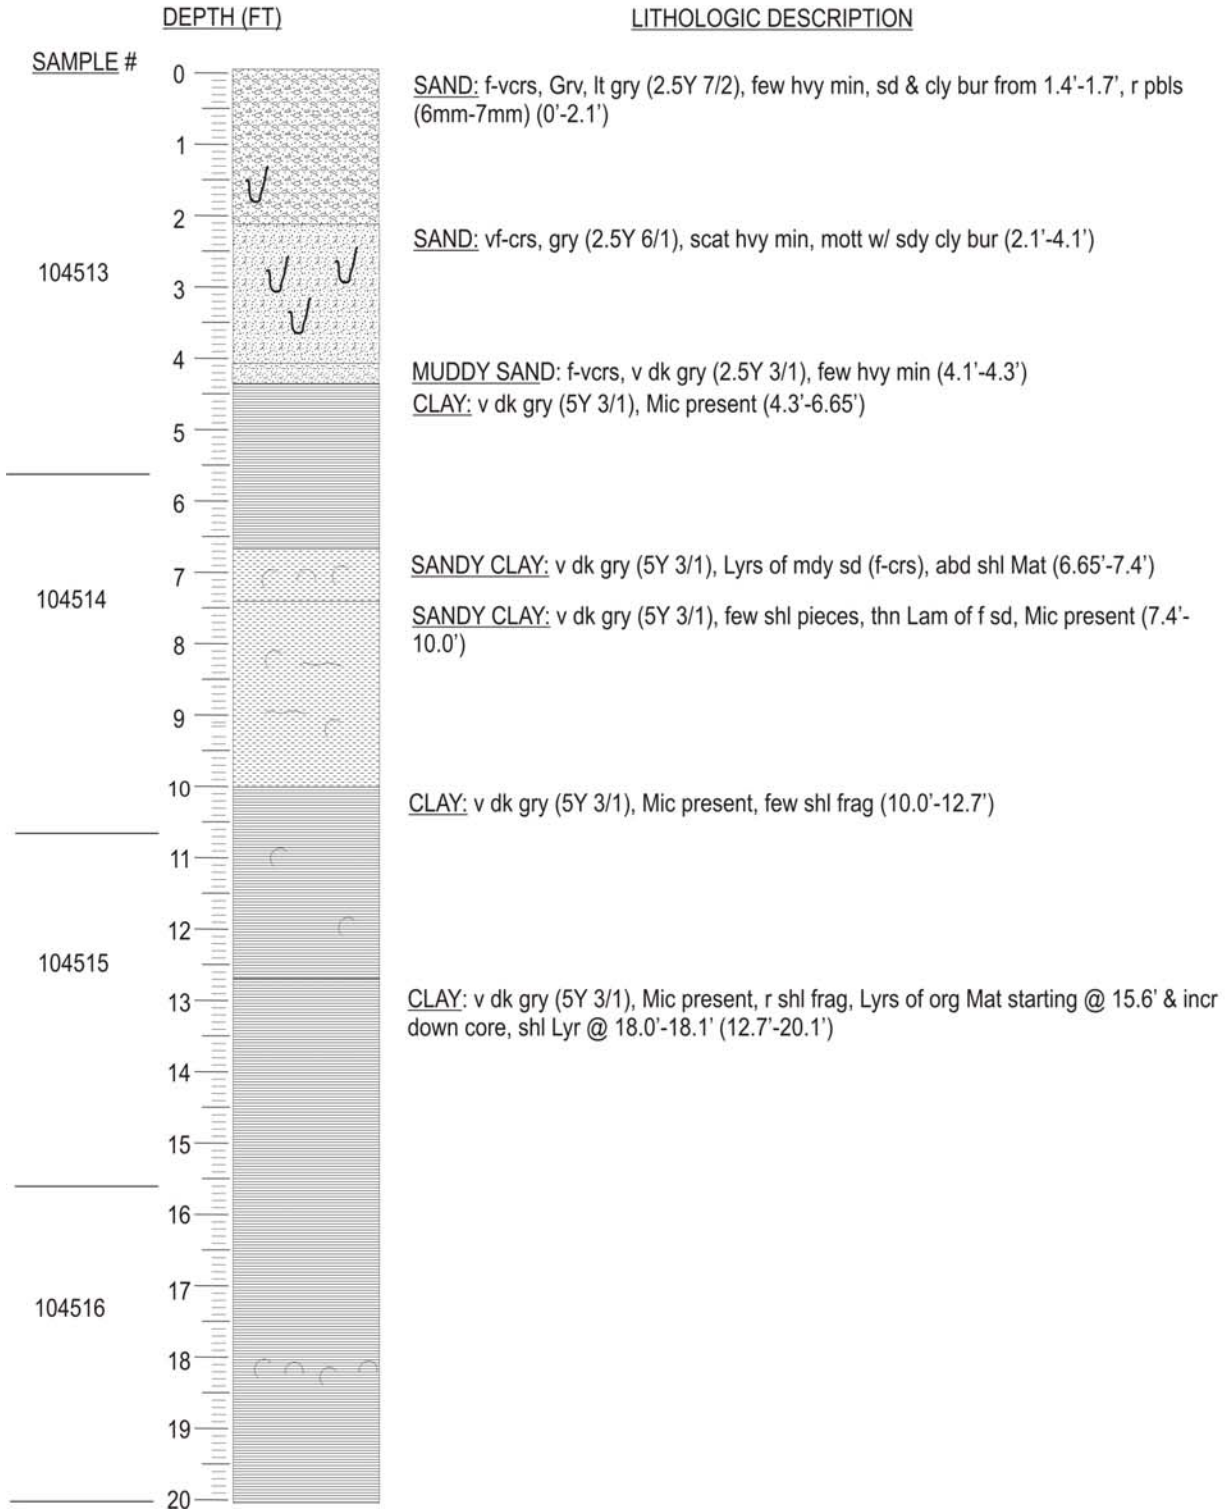 DEPTH (FT)
LITHOLOGIC DESCRIPTION
SAMPLE #
0
SAND: f-vcrs, Grv, lt gry (2.5Y 7/2), few hvy min, sd & cly bur from 1.4’-1.7’, r pbls
(6mm-7mm) (0’-2.1’)
1
2
SAND: vf-crs, gry (2.5Y 6/1), scat hvy min, mott w/ sdy cly bur (2.1’-4.1’)
104513
3
4
MUDDY SAND: f-vcrs, v dk gry (2.5Y 3/1), few hvy min (4.1’-4.3’)
CLAY: v dk gry (5Y 3/1), Mic present (4.3’-6.65’)
5
6
7
SANDY CLAY: v dk gry (5Y 3/1), Lyrs of mdy sd (f-crs), abd shl Mat (6.65’-7.4’)
104514
SANDY CLAY: v dk gry (5Y 3/1), few shl pieces, thn Lam of f sd, Mic present (7.4’-
10.0’)
8
9
10
CLAY: v dk gry (5Y 3/1), Mic present, few shl frag (10.0’-12.7’)
11
12
104515
13
CLAY: v dk gry (5Y 3/1), Mic present, r shl frag, Lyrs of org Mat starting @ 15.6’ & incr
down core, shl Lyr @ 18.0’-18.1’ (12.7’-20.1’)
14
15
16
17
104516
18
19
20